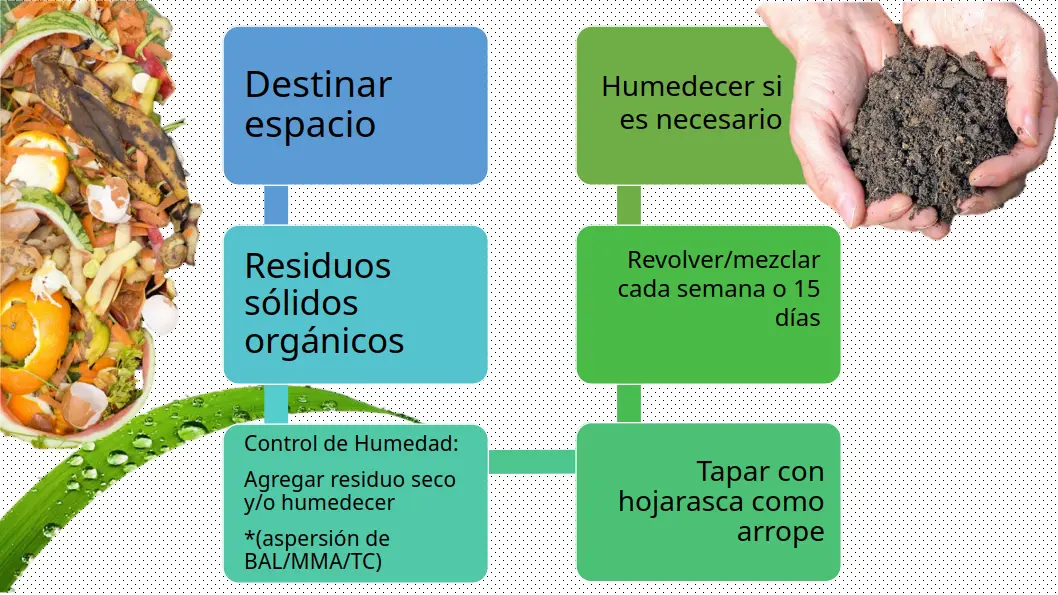 Destinar
espacio
Residuos
sólidos
orgánicos
Control de Humedad:
Agregar residuo seco
y/o humedecer
*(aspersión de
BAL/MMA/TC)
Tapar con
hojarasca como
arrope
Revolver/mezclar
cada semana o 15
días
Humedecer si
es necesario